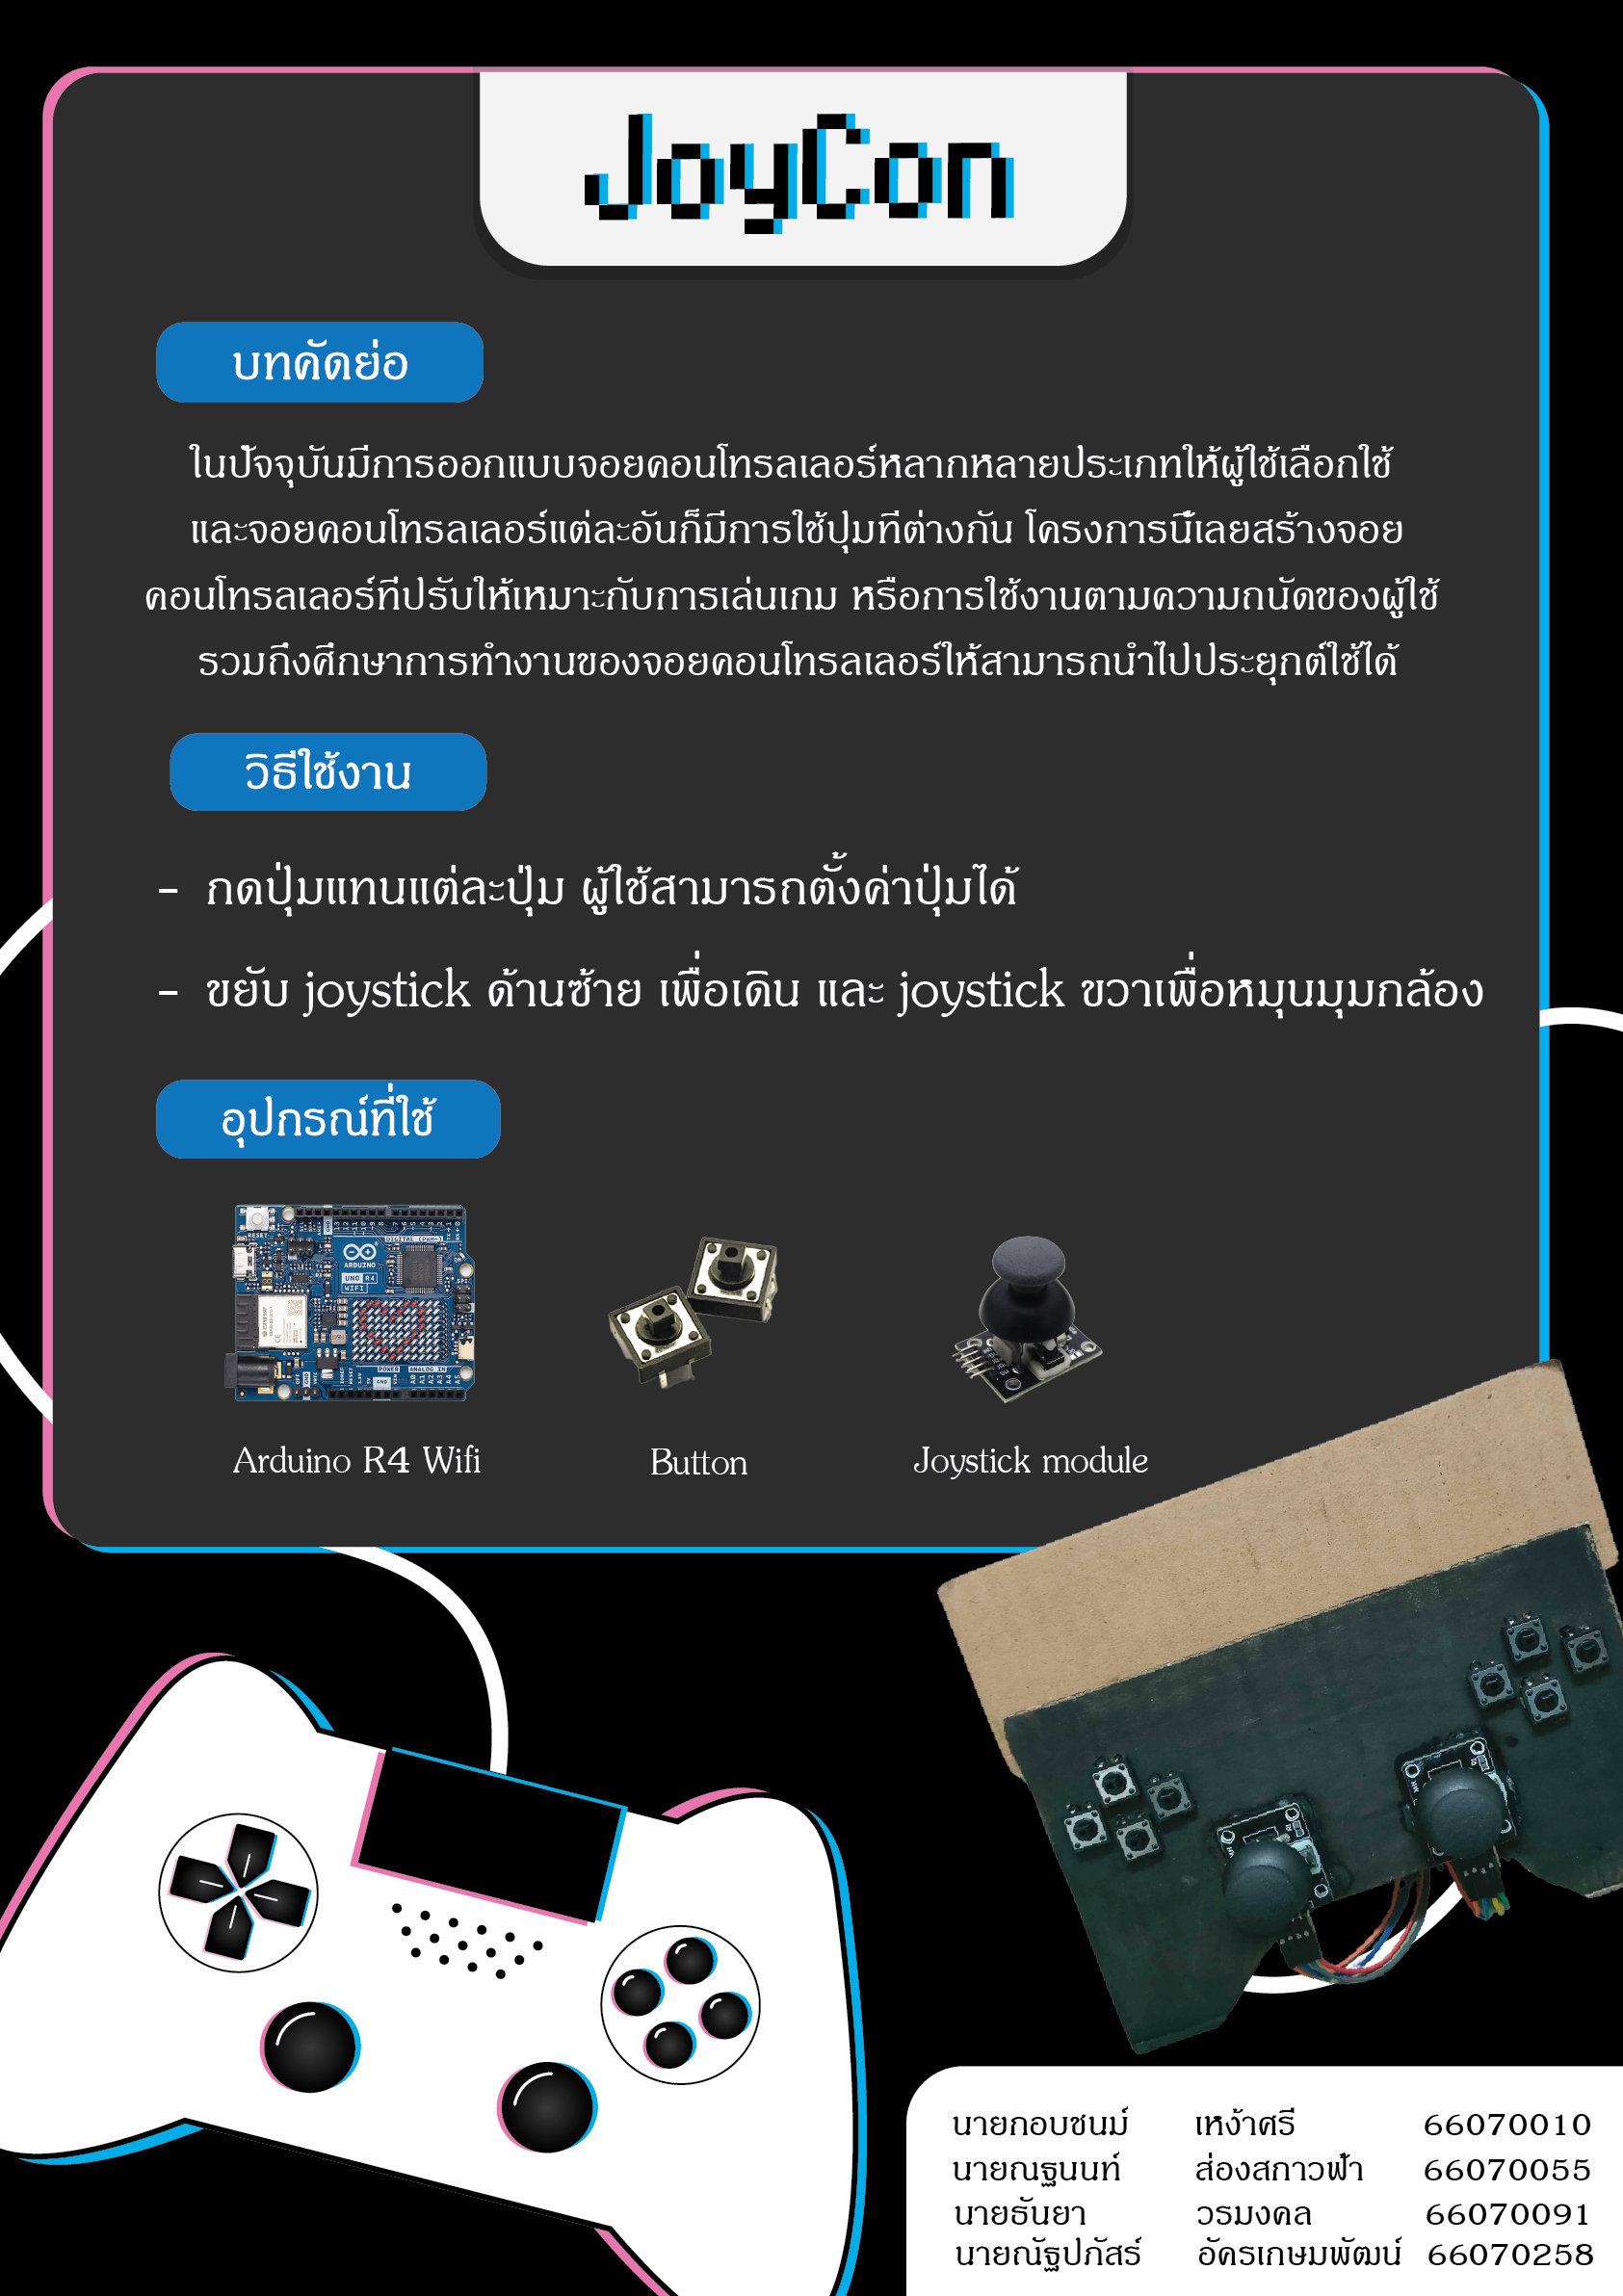 JoyCon
บทคัดย่อ
ในปัจจุบันมีการออกแบบจอยคอนโทรลเลอร์หลากหลายประเภทให้ผู้ใช้เลือกใช้
และจอยคอนโทรลเลอร์แต่ละอันก็มีการใช้ปุ่มที่ต่างกัน โครงการนี้เลยสร้างจอย
คอนโทรลเลอร์ที่ปรับให้เหมาะกับการเล่นเกม หรือการใช้งานตามความถนัดของผู้ใช้
รวมถึงศึกษาการทำงานของจอยคอนโทรลเลอร์ให้สามารถนำไปประยุกต์ใช้ได้
วิธีใช้งาน
- กดปุ่มแทนแต่ละปุ่ม ผู้ใช้สามารถตั้งค่าปุ่มได้
- ขยับ joystick ด้านซ้าย เพื่อเดิน และ joystick ขวาเพื่อหมุนมุมกล้อง
อุปกรณ์ที่ใช้
RESET
DIGITAL (PWM~)
ARDUINO
UNO R4
WIFI
POWER ANALOG IN
A0 A1 A2 A3 A4 A5
Arduino R4 Wifi
Button
Joystick module
นายกอบชนม์ เหง้าศรี 66070010
นายณฐนนท์ ส่องสกาวฟ้า 66070055
นายธันยา วรมงคล 66070091
นายณัฐปภัสร์ อัครเกษมพัฒน์ 66070258